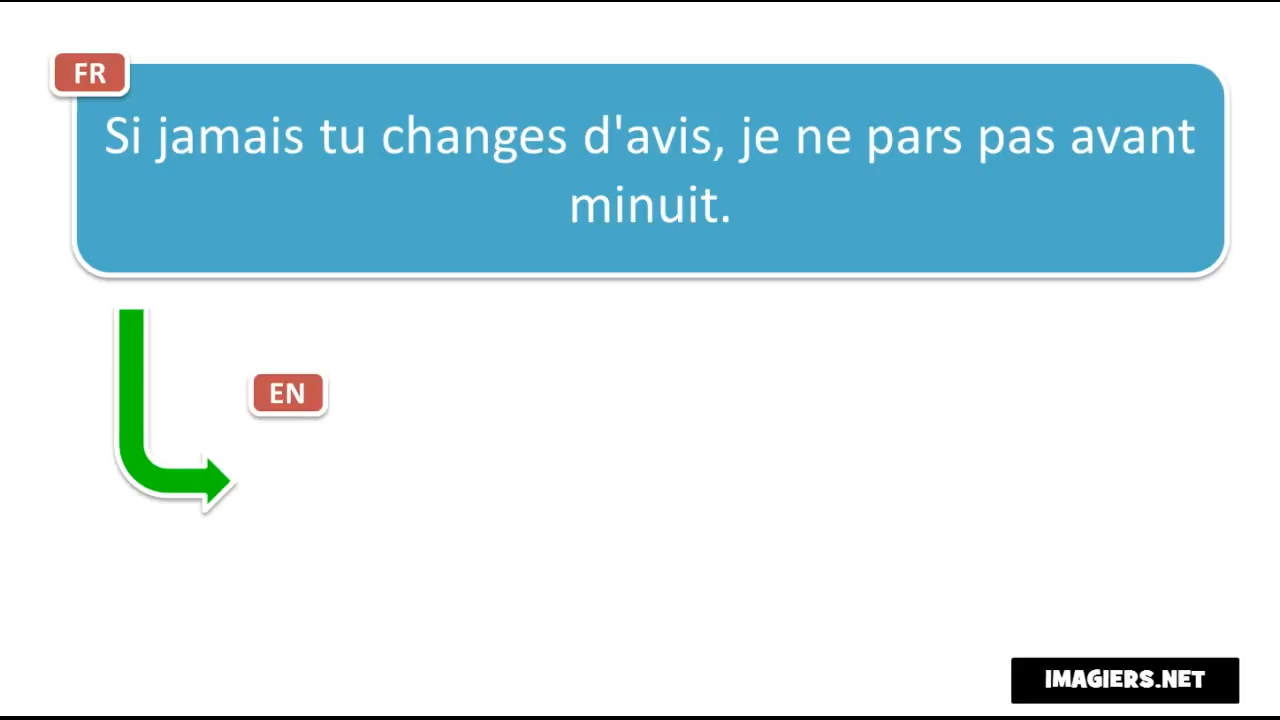 FR
Si jamais tu changes d'avis, je ne pars pas avant
minuit.
EN
IMAGIERS.NET